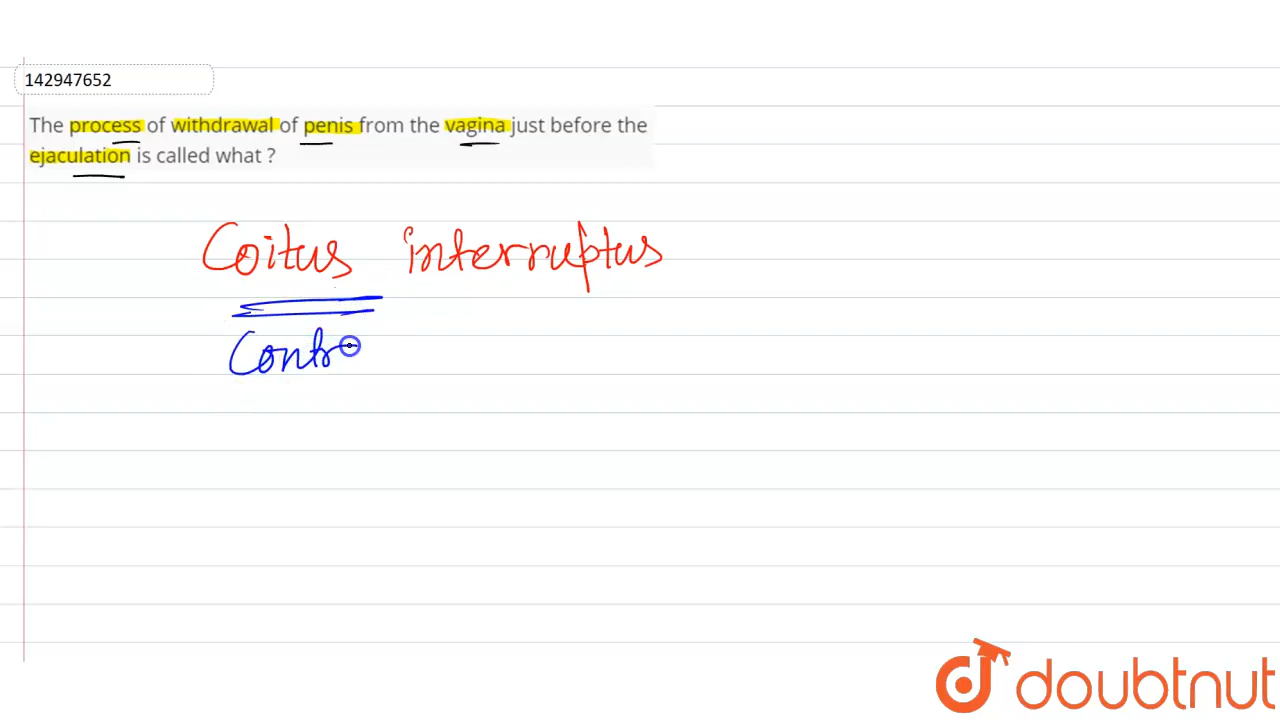 142947652
The process of withdrawal of penis from the vagina just before the
ejaculation is called what ?
Coitus interruptus
Contr
doubtnut